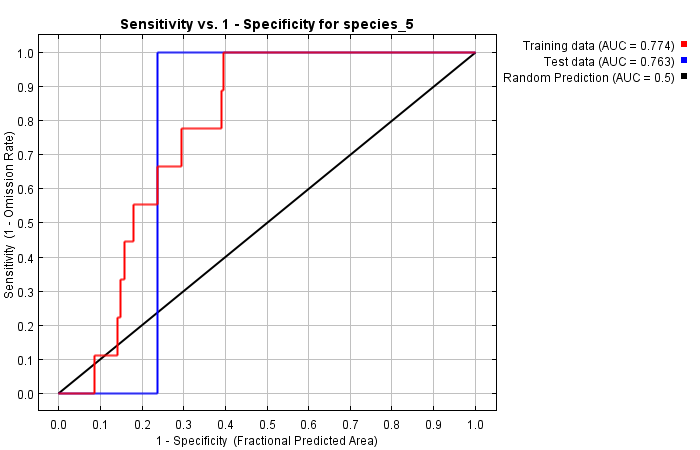 Sensitivity vs. 1 - Specificity for species_5
Training data (AUC = 0.774)
Test data (AUC = 0.763)
Random Prediction (AUC = 0.5)
Sensitivity (1 - Omission Rate)
1.0
0.9
0.8
0.7
0.6
0.5
0.4
0.3
0.2
0.1
0.0
0.0 0.1 0.2 0.3 0.4 0.5 0.6 0.7 0.8 0.9 1.0
1 - Specificity (Fractional Predicted Area)